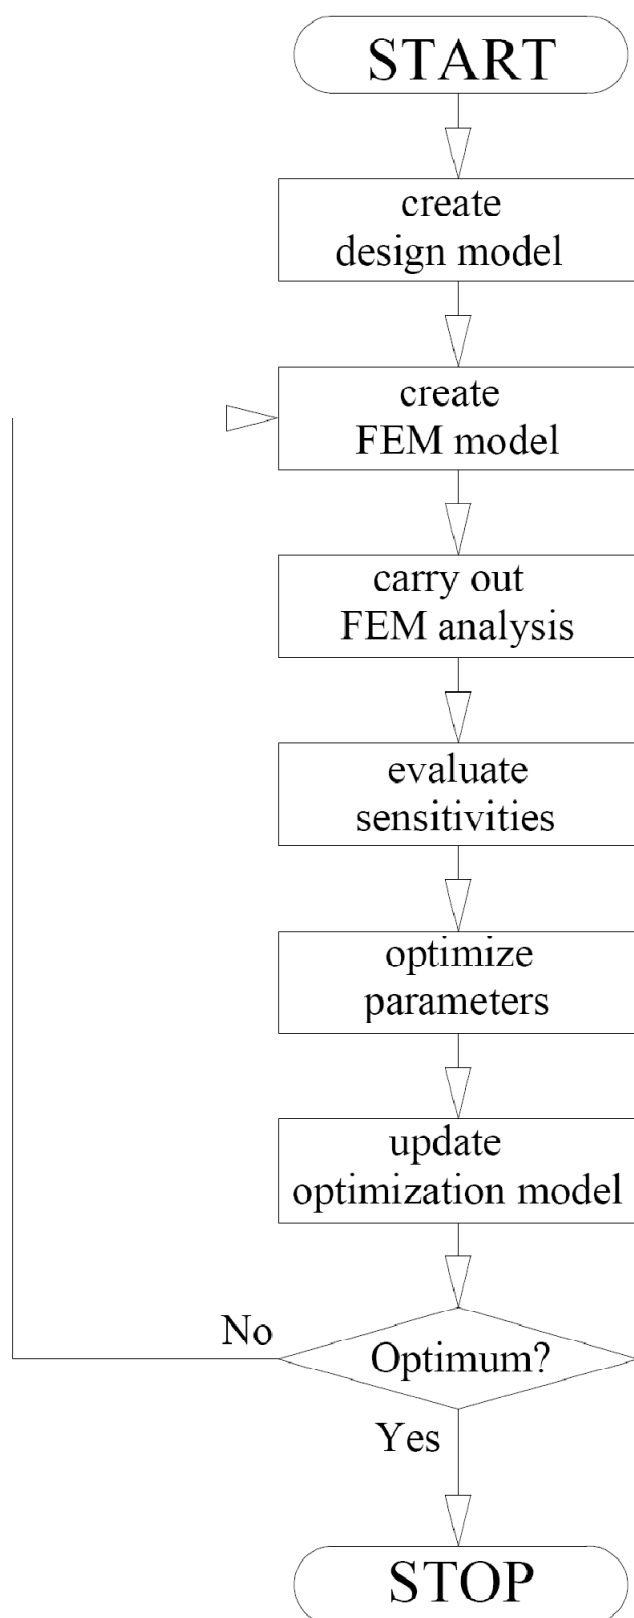 START
create
design model
create
FEM model
carry out
FEM analysis
evaluate
sensitivities
optimize
parameters
update
optimization model
No
Optimum?
Yes
STOP